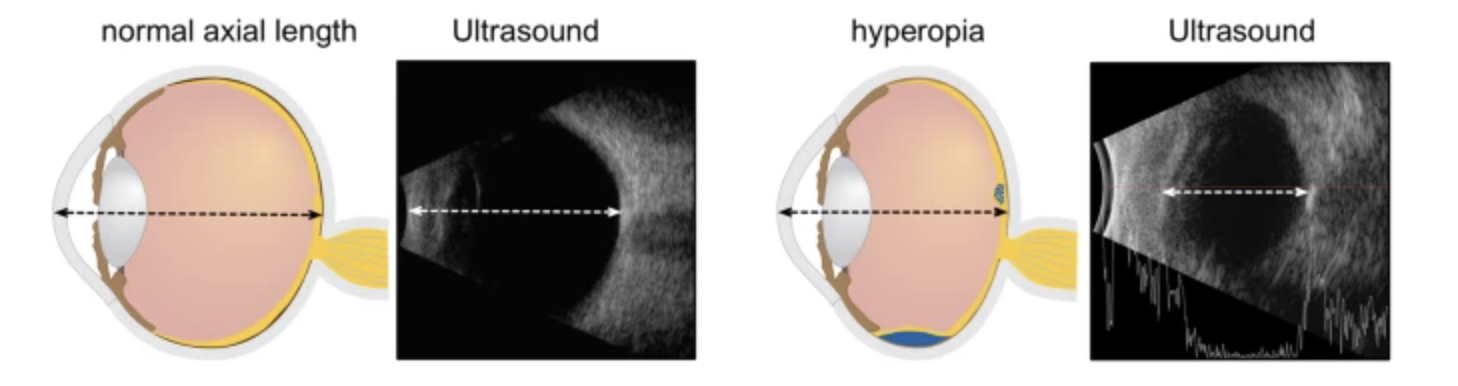 normal axial length
Ultrasound
hyperopia
Ultrasound